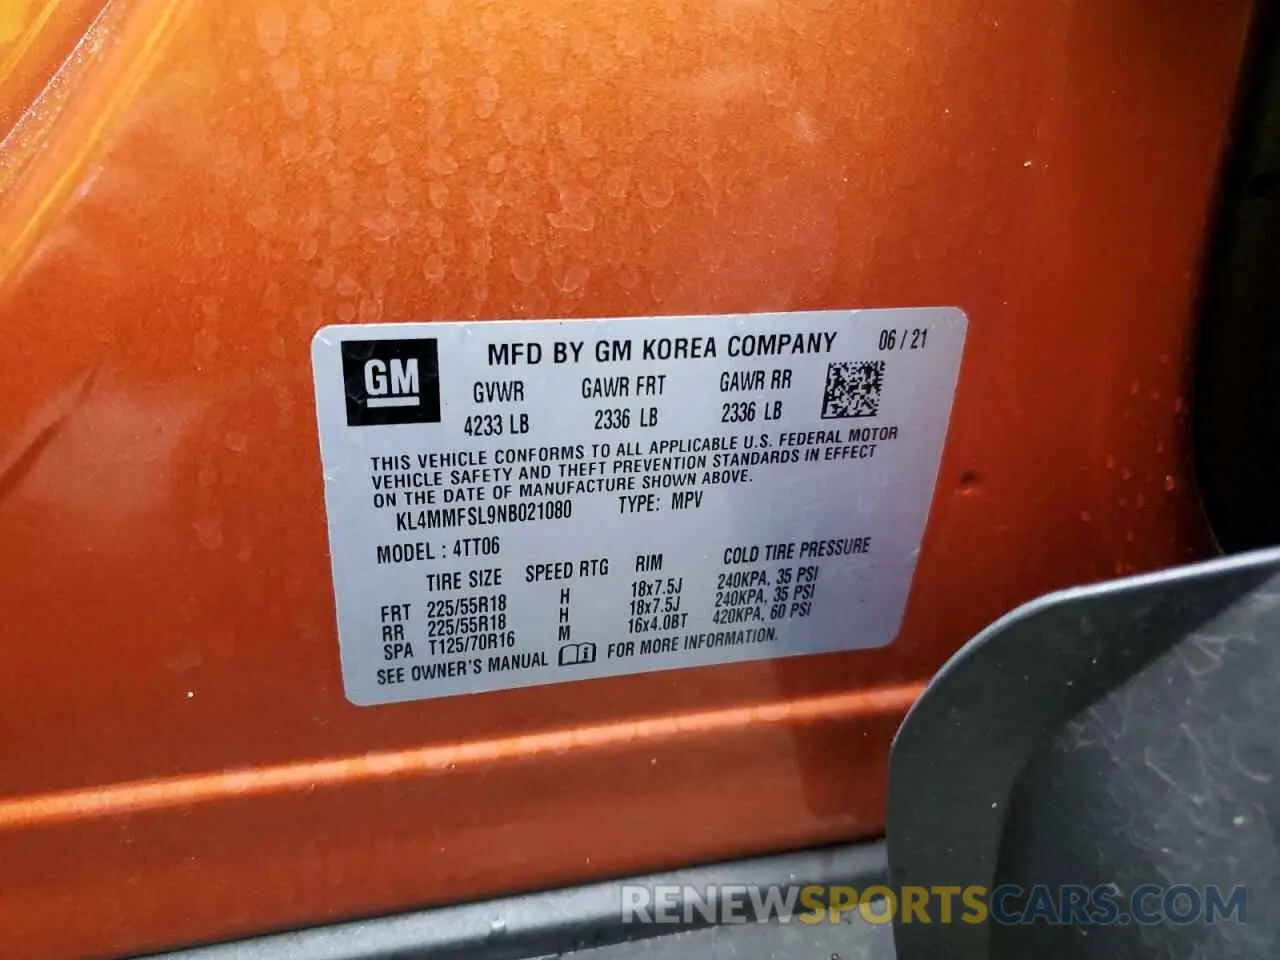 GM
MFD BY GM KOREA COMPANY 06 / 21
GVWR GAWR FRT GAWR RR
4233 LB 2336 LB 2336 LB
THIS VEHICLE CONFORMS TO ALL APPLICABLE U.S. FEDERAL MOTOR
VEHICLE SAFETY AND THEFT PREVENTION STANDARDS IN EFFECT
ON THE DATE OF MANUFACTURE SHOWN ABOVE.
KL4MMFSL9NB021080 TYPE: MPV
MODEL : 4TT06
TIRE SIZE SPEED RTG RIM COLD TIRE PRESSURE
FRT 225/55R18 H 18x7.5J 240KPA, 35 PSI
RR 225/55R18 H 18x7.5J 240KPA, 35 PSI
SPA T125/70R16 M 16x4.0BT 420KPA, 60 PSI
SEE OWNER'S MANUAL FOR MORE INFORMATION.
RENEWSPORTSCARS.COM